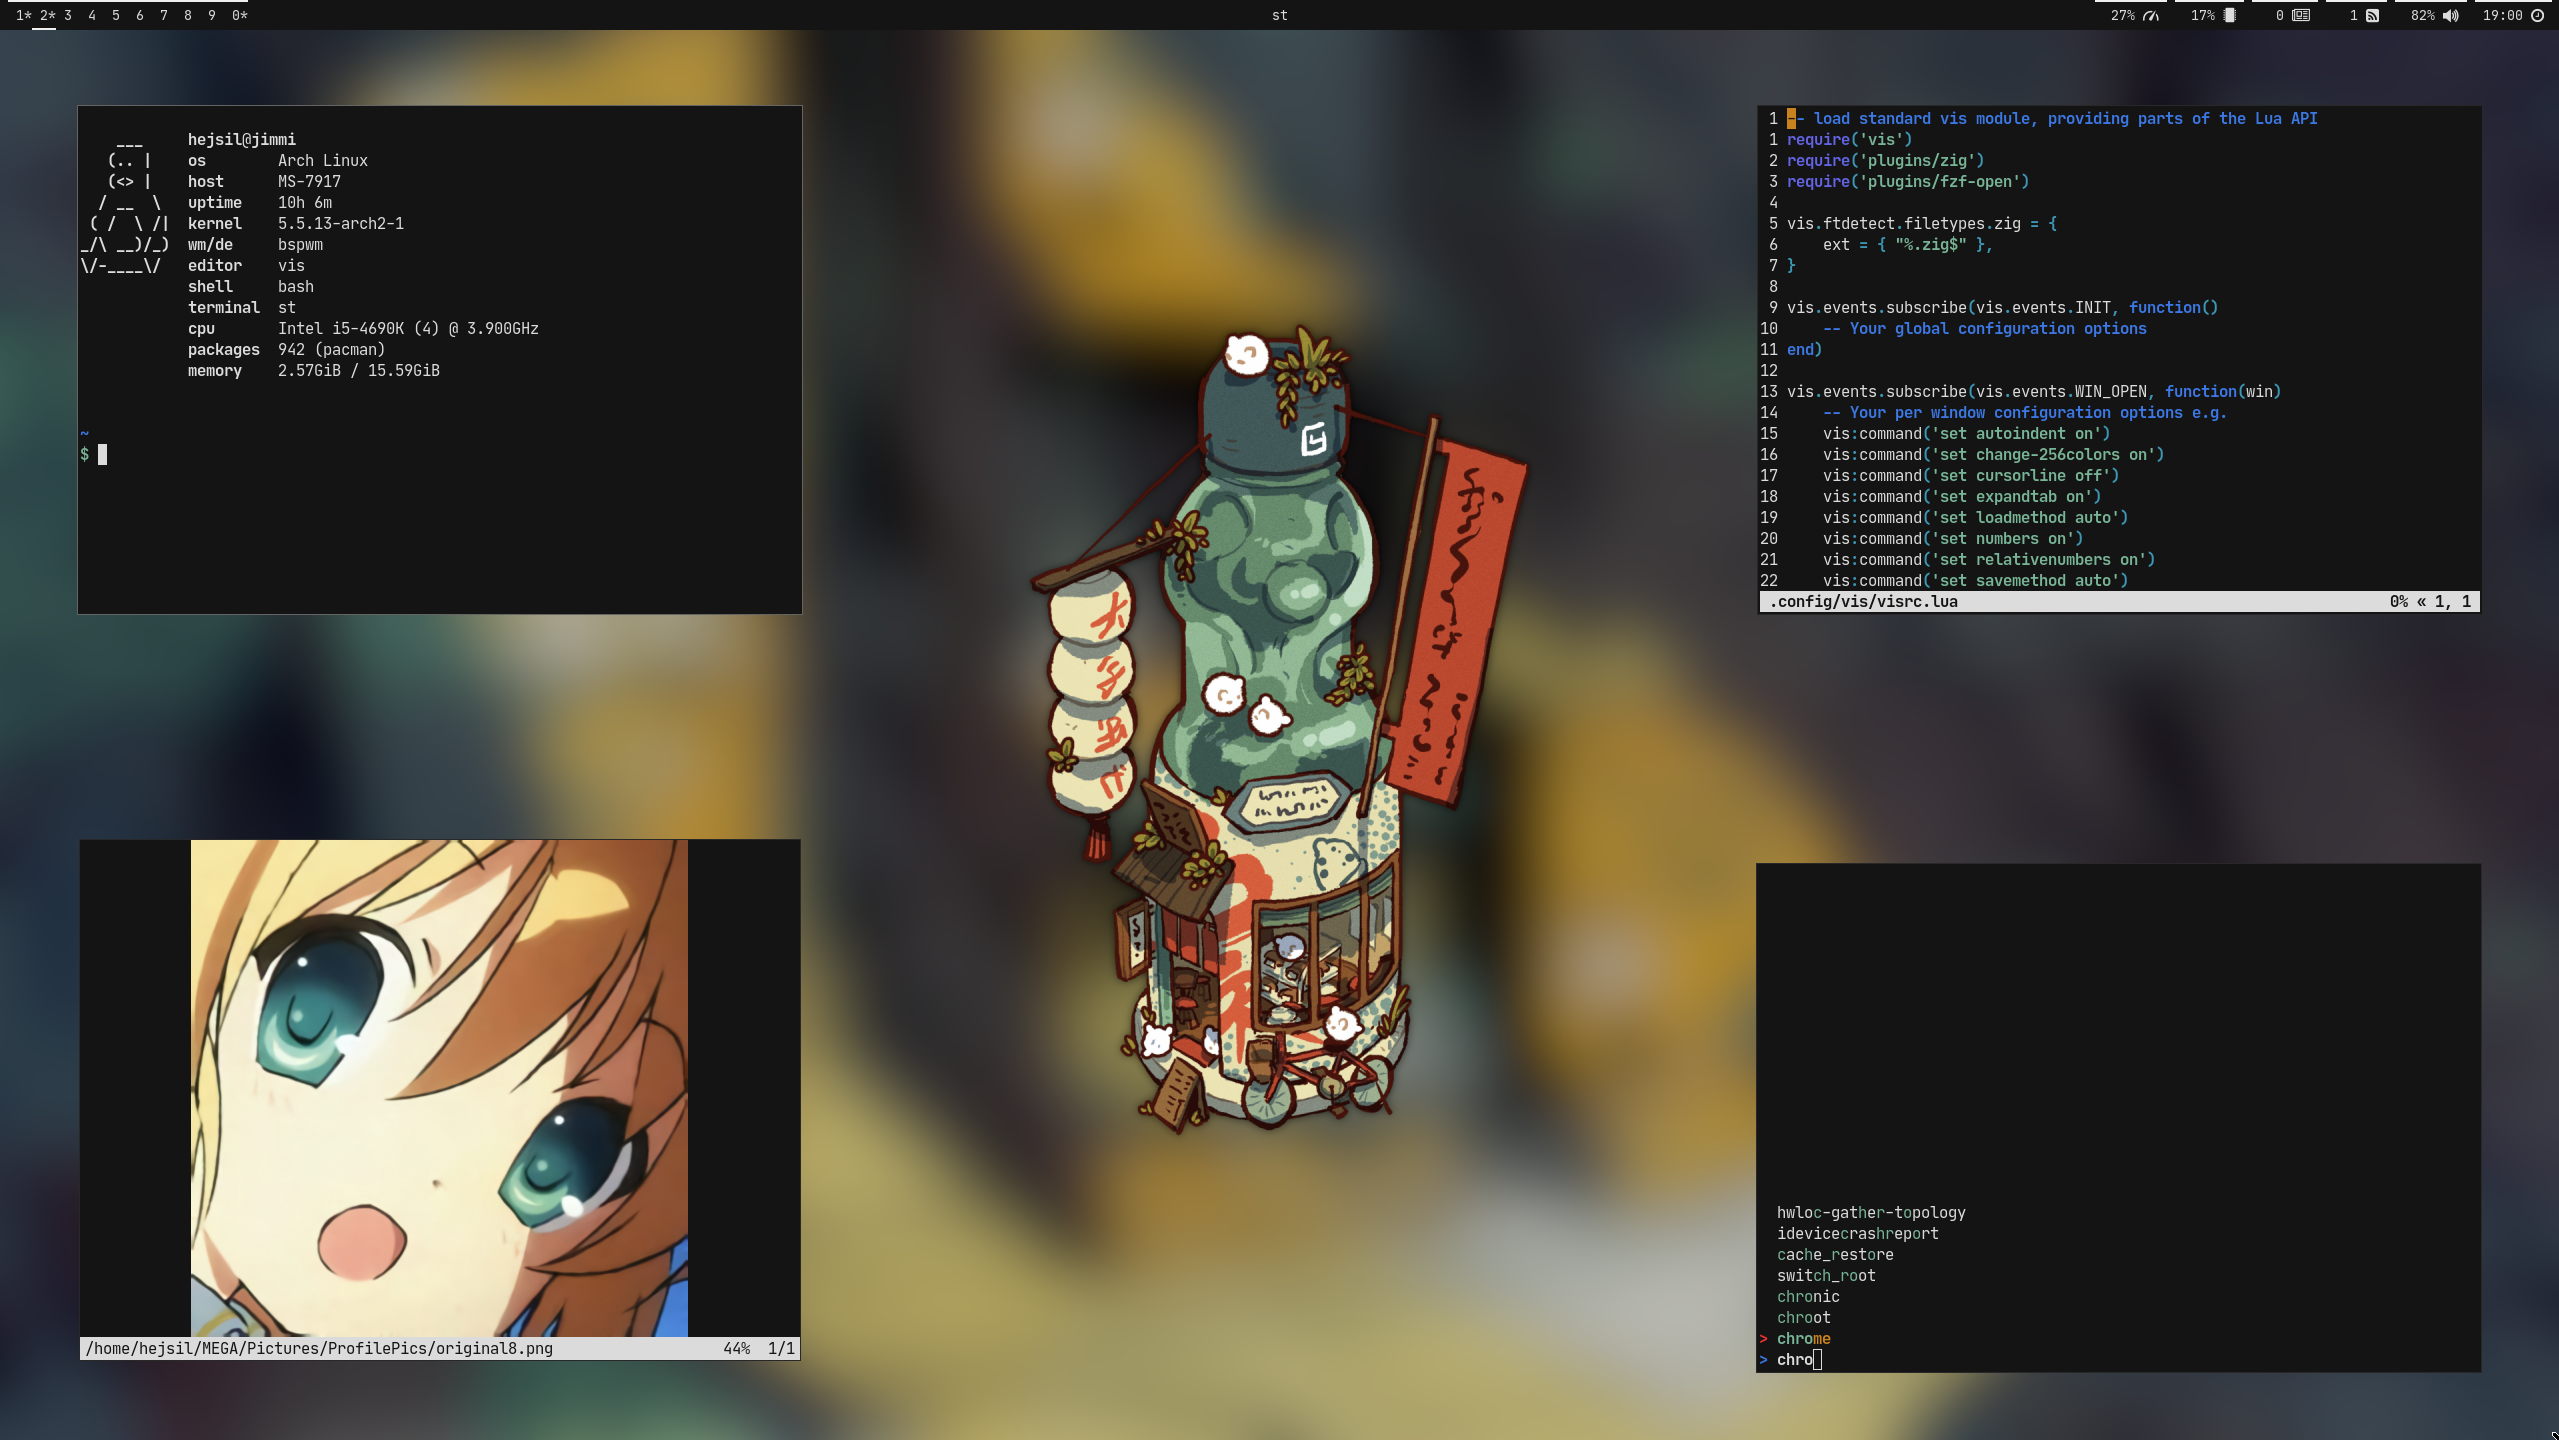 1* 2* 3 4 5 6 7 8 9 0*
st
27% 17% 0 1 82% 19:00
    ___
   (.. |
   (<> |
  / __  \
 ( /  \ /|
_/\ __)/_)
\/-____\/
hejsil@jimmi
os Arch Linux
host MS-7917
uptime 10h 6m
kernel 5.5.13-arch2-1
wm/de bspwm
editor vis
shell bash
terminal st
cpu Intel i5-4690K (4) @ 3.900GHz
packages 942 (pacman)
memory 2.57GiB / 15.59GiB
~
$
1 -- load standard vis module, providing parts of the Lua API
1 require('vis')
2 require('plugins/zig')
3 require('plugins/fzf-open')
4
5 vis.ftdetect.filetypes.zig = {
6     ext = { "%.zig$" },
7 }
8
9 vis.events.subscribe(vis.events.INIT, function()
10     -- Your global configuration options
11 end)
12
13 vis.events.subscribe(vis.events.WIN_OPEN, function(win)
14     -- Your per window configuration options e.g.
15     vis:command('set autoindent on')
16     vis:command('set change-256colors on')
17     vis:command('set cursorline off')
18     vis:command('set expandtab on')
19     vis:command('set loadmethod auto')
20     vis:command('set numbers on')
21     vis:command('set relativenumbers on')
22     vis:command('set savemethod auto')
.config/vis/visrc.lua 0% « 1, 1
/home/hejsil/MEGA/Pictures/ProfilePics/original8.png 44% 1/1
hwloc-gather-topology
idevicecrashreport
cache_restore
switch_root
chronic
chroot
> chrome
> chro